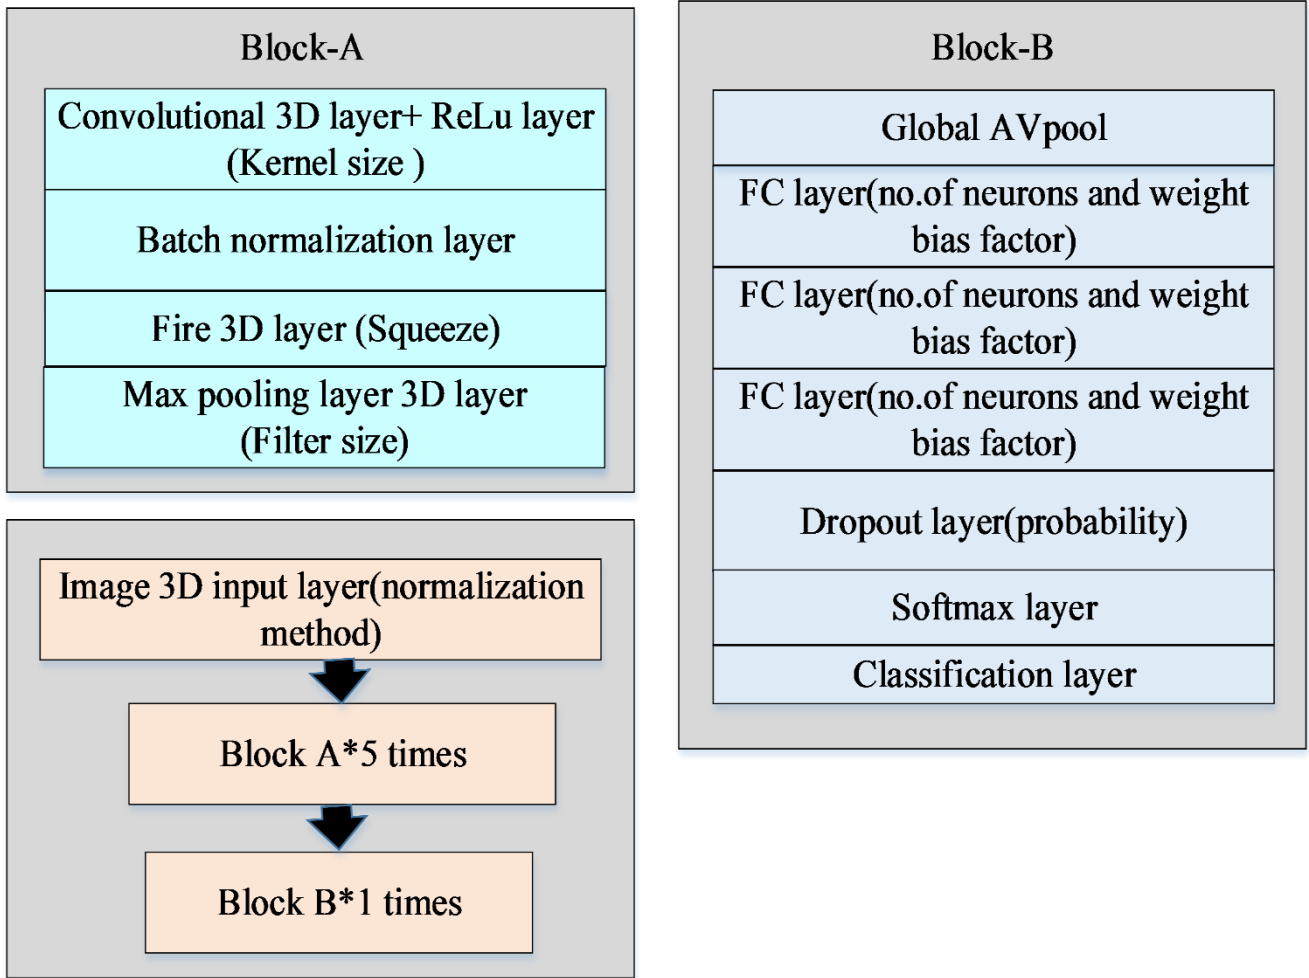 Block-A
Convolutional 3D layer+ ReLu layer
(Kernel size )
Batch normalization layer
Fire 3D layer (Squeeze)
Max pooling layer 3D layer
(Filter size)
Image 3D input layer(normalization
method)
Block A*5 times
Block B*1 times
Block-B
Global AVpool
FC layer(no.of neurons and weight
bias factor)
FC layer(no.of neurons and weight
bias factor)
FC layer(no.of neurons and weight
bias factor)
Dropout layer(probability)
Softmax layer
Classification layer